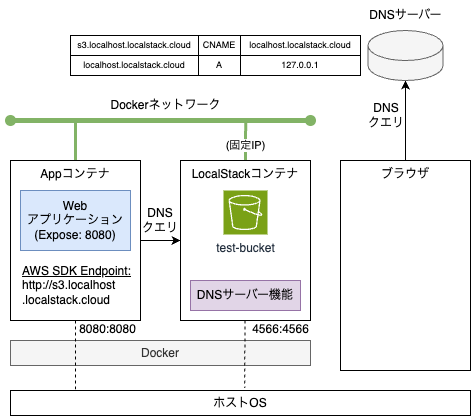 DNSサーバー
s3.localhost.localstack.cloud CNAME localhost.localstack.cloud
localhost.localstack.cloud A 127.0.0.1
Dockerネットワーク
DNS
クエリ
(固定IP)
Appコンテナ
LocalStackコンテナ
ブラウザ
Web
アプリケーション
(Expose: 8080)
DNS
クエリ
test-bucket
AWS SDK Endpoint:
http://s3.localhost
.localstack.cloud
DNSサーバー機能
8080:8080
4566:4566
Docker
ホストOS